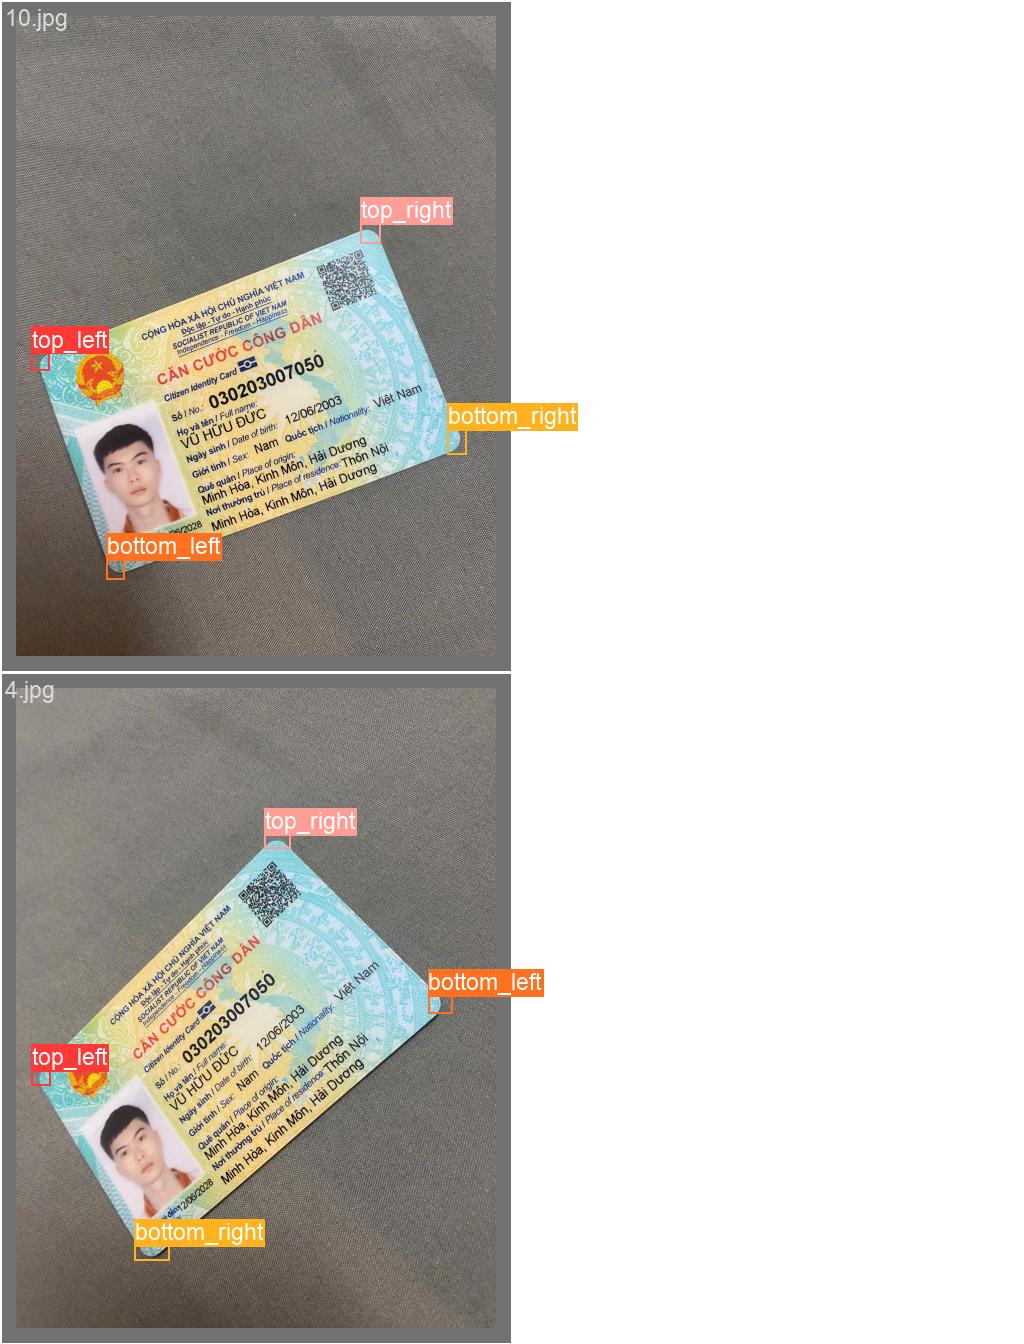 10.jpg
top_right
CỘNG HÒA XÃ HỘI CHỦ NGHĨA VIỆT NAM
Độc lập - Tự do - Hạnh phúc
SOCIALIST REPUBLIC OF VIET NAM
Independence - Freedom - Happiness
top_left
CĂN CƯỚC CÔNG DÂN
Citizen Identity Card
Số / No.: 030203007050
Họ và tên / Full name:
VŨ HỮU ĐỨC
Ngày sinh / Date of birth: 12/06/2003
Giới tính / Sex: Nam Quốc tịch / Nationality: Việt Nam
bottom_right
Quê quán / Place of origin:
Minh Hòa, Kinh Môn, Hải Dương
Nơi thường trú / Place of residence: Thôn Nội
Minh Hòa, Kinh Môn, Hải Dương
bottom_left
4.jpg
top_right
CỘNG HÒA XÃ HỘI CHỦ NGHĨA VIỆT NAM
Độc lập - Tự do - Hạnh phúc
SOCIALIST REPUBLIC OF VIET NAM
Independence - Freedom - Happiness
CĂN CƯỚC CÔNG DÂN
Citizen Identity Card
Số / No.: 030203007050
top_left
Họ và tên / Full name:
VŨ HỮU ĐỨC
Ngày sinh / Date of birth: 12/06/2003
Giới tính / Sex: Nam Quốc tịch / Nationality: Việt Nam
bottom_left
Quê quán / Place of origin:
Minh Hòa, Kinh Môn, Hải Dương
Nơi thường trú / Place of residence: Thôn Nội
Minh Hòa, Kinh Môn, Hải Dương
12/06/2028
bottom_right